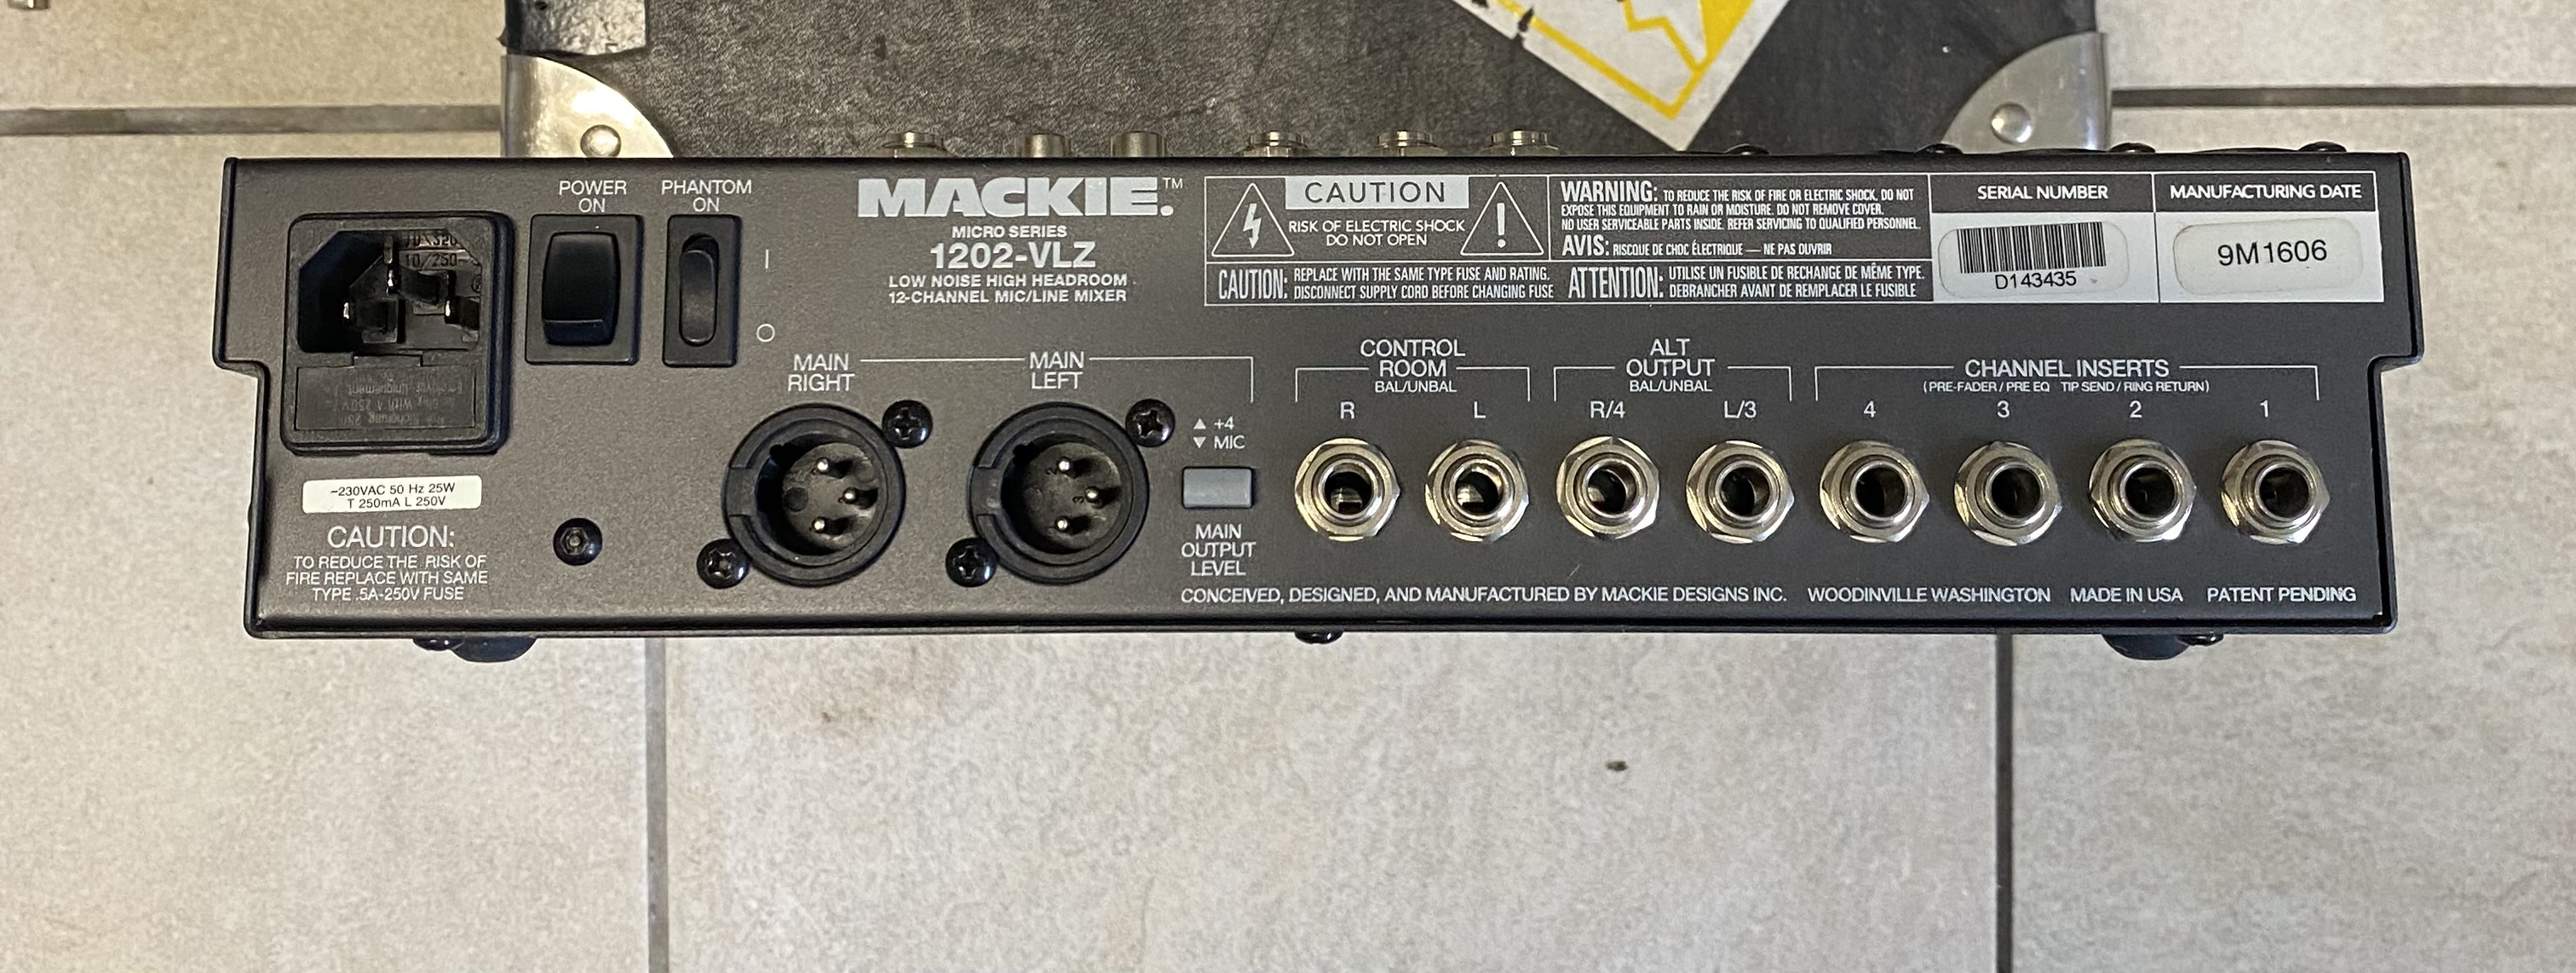 POWER
ON
PHANTOM
ON
I
O
MACKIE.™
MICRO SERIES
1202-VLZ
LOW NOISE HIGH HEADROOM
12-CHANNEL MIC/LINE MIXER
CAUTION
RISK OF ELECTRIC SHOCK
DO NOT OPEN
WARNING: TO REDUCE THE RISK OF FIRE OR ELECTRIC SHOCK, DO NOT
EXPOSE THIS EQUIPMENT TO RAIN OR MOISTURE. DO NOT REMOVE COVER.
NO USER SERVICEABLE PARTS INSIDE. REFER SERVICING TO QUALIFIED PERSONNEL.
AVIS: RISCQUE DE CHOC ÉLECTRIQUE — NE PAS OUVRIR
CAUTION: REPLACE WITH THE SAME TYPE FUSE AND RATING.
DISCONNECT SUPPLY CORD BEFORE CHANGING FUSE
ATTENTION: UTILISE UN FUSIBLE DE RECHANGE DE MÊME TYPE.
DEBRANCHER AVANT DE REMPLACER LE FUSIBLE
SERIAL NUMBER
D143435
MANUFACTURING DATE
9M1606
~230VAC 50 Hz 25W
T 250mA L 250V
CAUTION:
TO REDUCE THE RISK OF
FIRE REPLACE WITH SAME
TYPE .5A-250V FUSE
MAIN
RIGHT
MAIN
LEFT
▲ +4
▼ MIC
MAIN
OUTPUT
LEVEL
CONTROL
ROOM
BAL/UNBAL
R L
ALT
OUTPUT
BAL/UNBAL
R/4 L/3
CHANNEL INSERTS
(PRE-FADER / PRE EQ TIP SEND / RING RETURN)
4 3 2 1
CONCEIVED, DESIGNED, AND MANUFACTURED BY MACKIE DESIGNS INC. WOODINVILLE WASHINGTON MADE IN USA PATENT PENDING